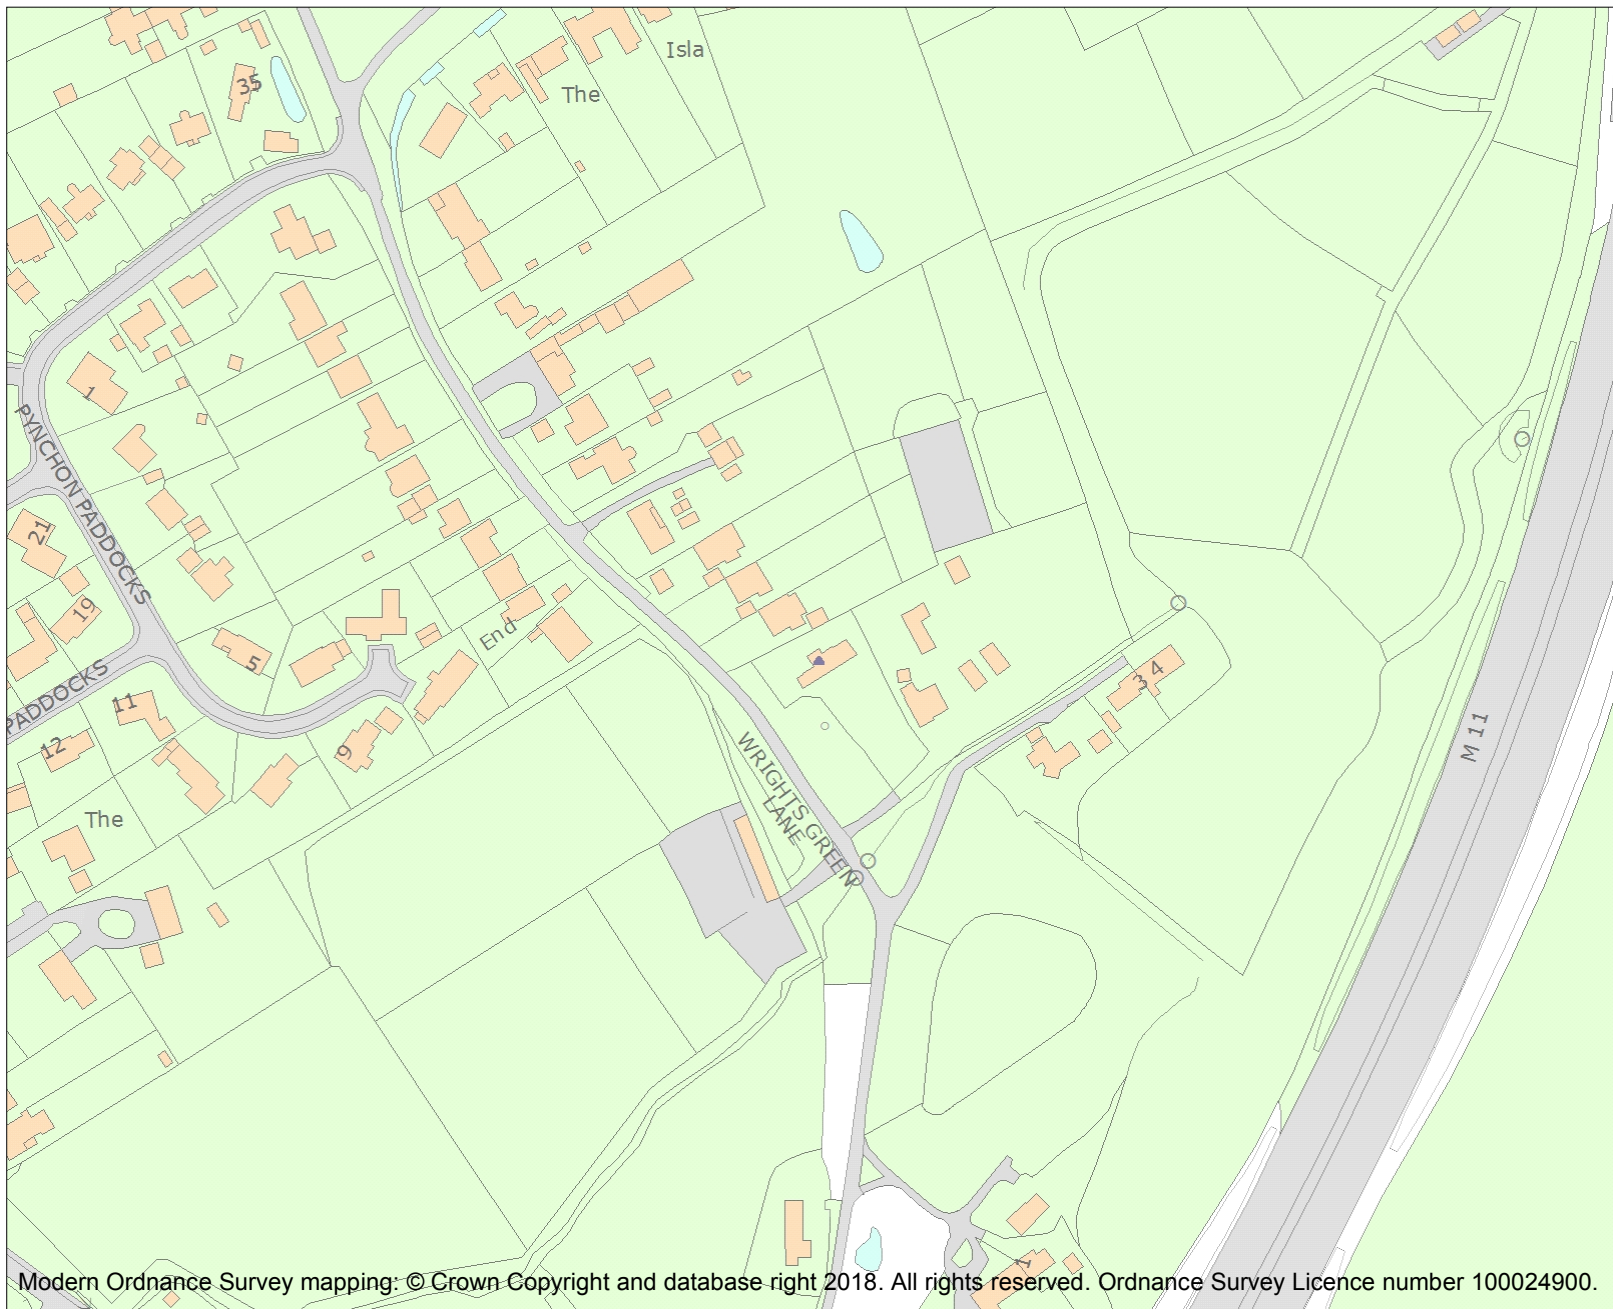 Isla
35
The
1
PYNCHON PADDOCKS
21
19
End
5
PADDOCKS
11
3 4
12
9
M 11
WRIGHTS GREEN
LANE
The
1
Modern Ordnance Survey mapping: © Crown Copyright and database right 2018. All rights reserved. Ordnance Survey Licence number 100024900.